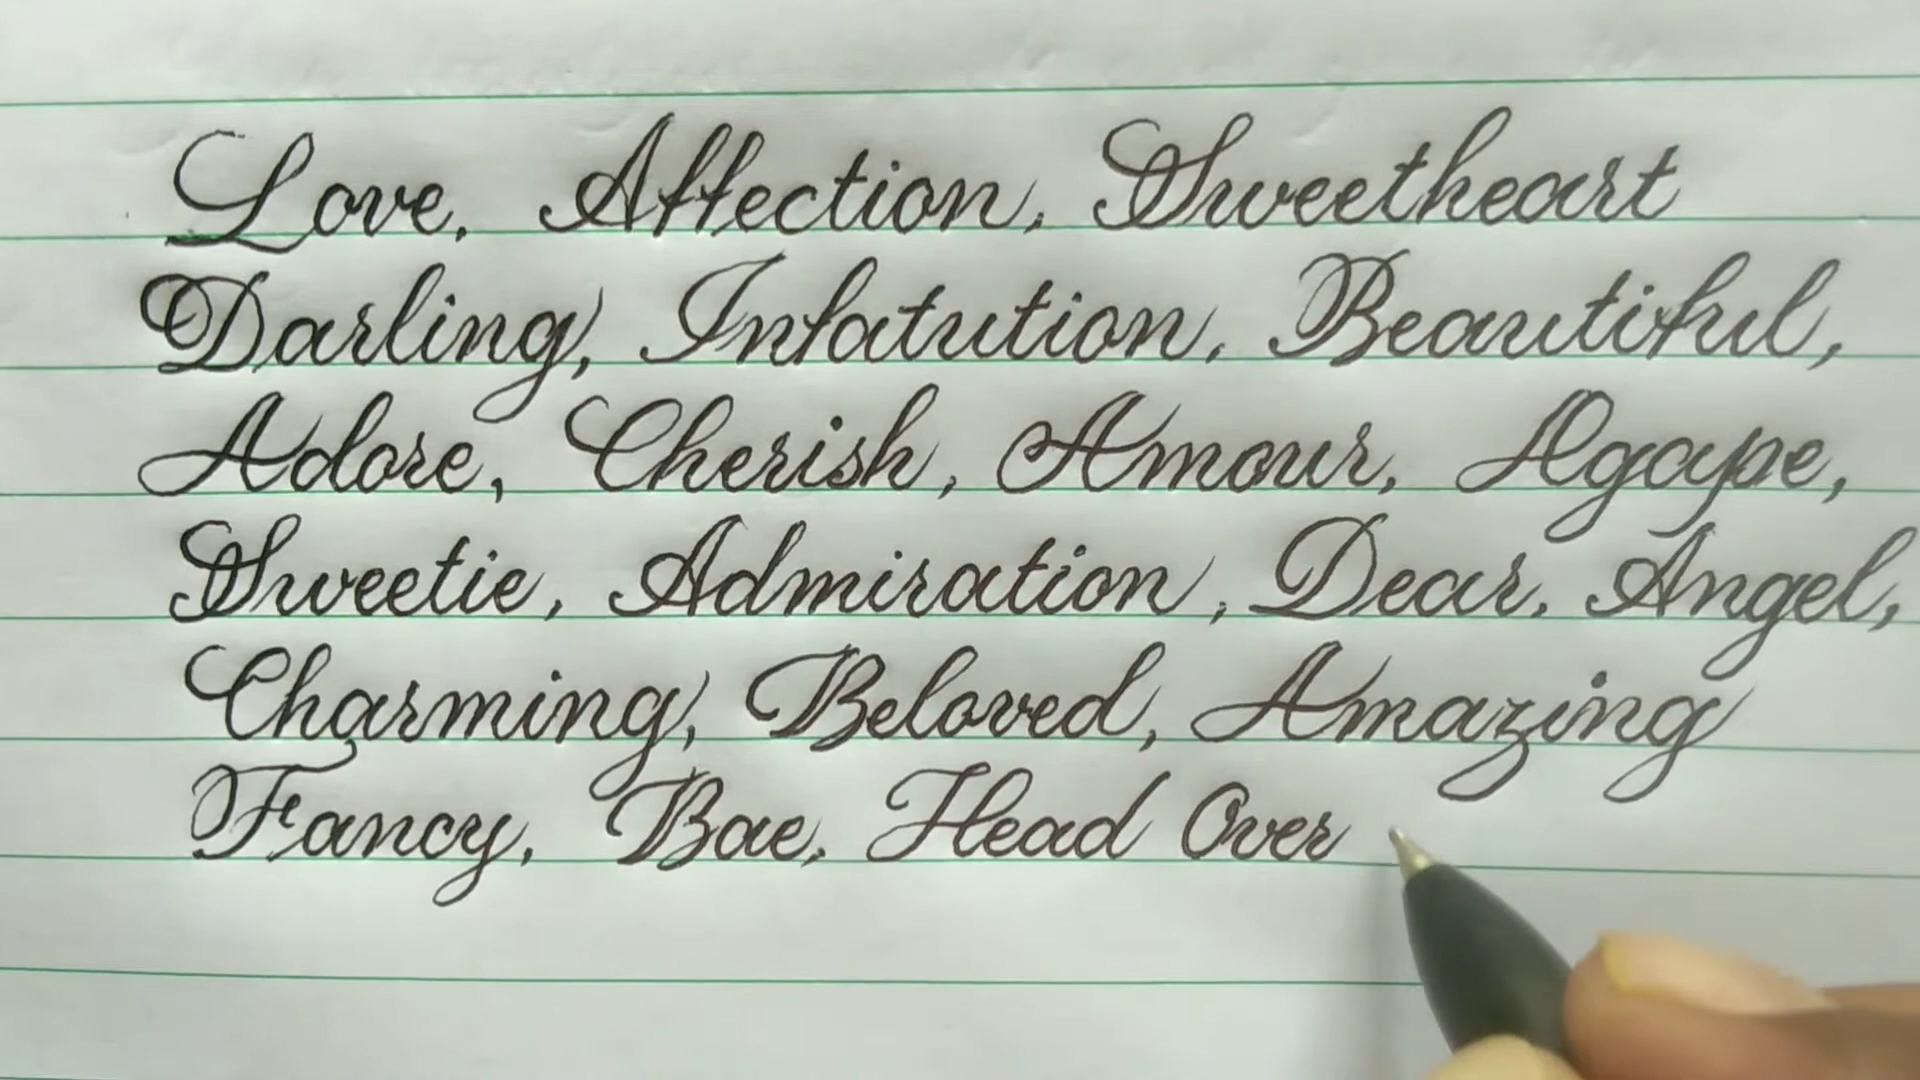 Love, Affection, Sweetheart
Darling, Infatution, Beautiful,
Adore, Cherish, Amour, Agape,
Sweetie, Admiration, Dear, Angel,
Charming, Beloved, Amazing
Fancy, Bae, Head Over